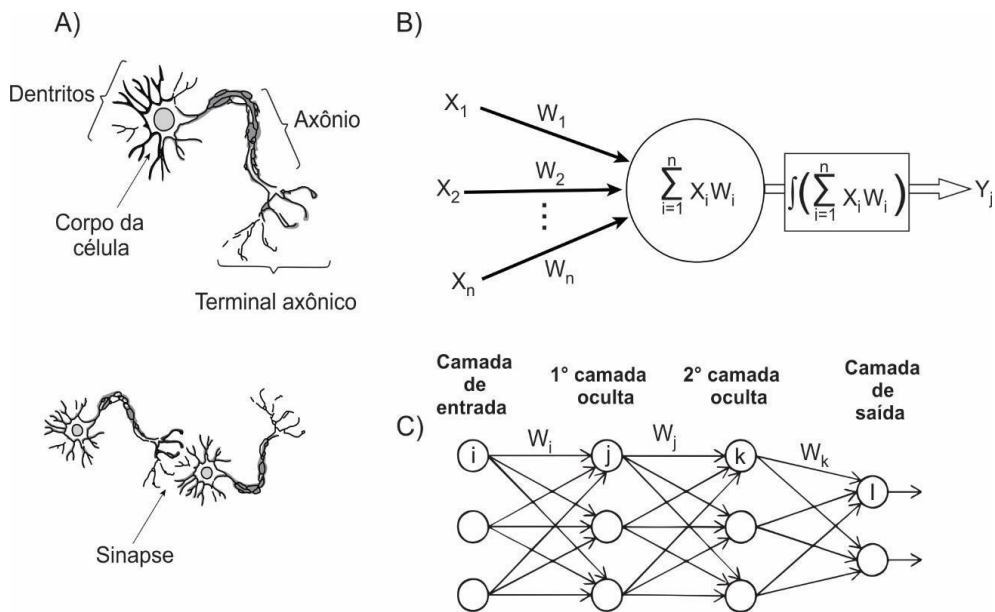 A)
Dentritos
Axônio
Corpo da
célula
Terminal axônico
Sinapse
B)
X1
W1
X2
W2
Xn
Wn
n
∑ XiWi
i=1
n
∫(∑ XiWi)
i=1
Yj
C)
Camada
de
entrada
1° camada
oculta
2° camada
oculta
Camada
de
saída
i
Wi
j
Wj
k
Wk
l